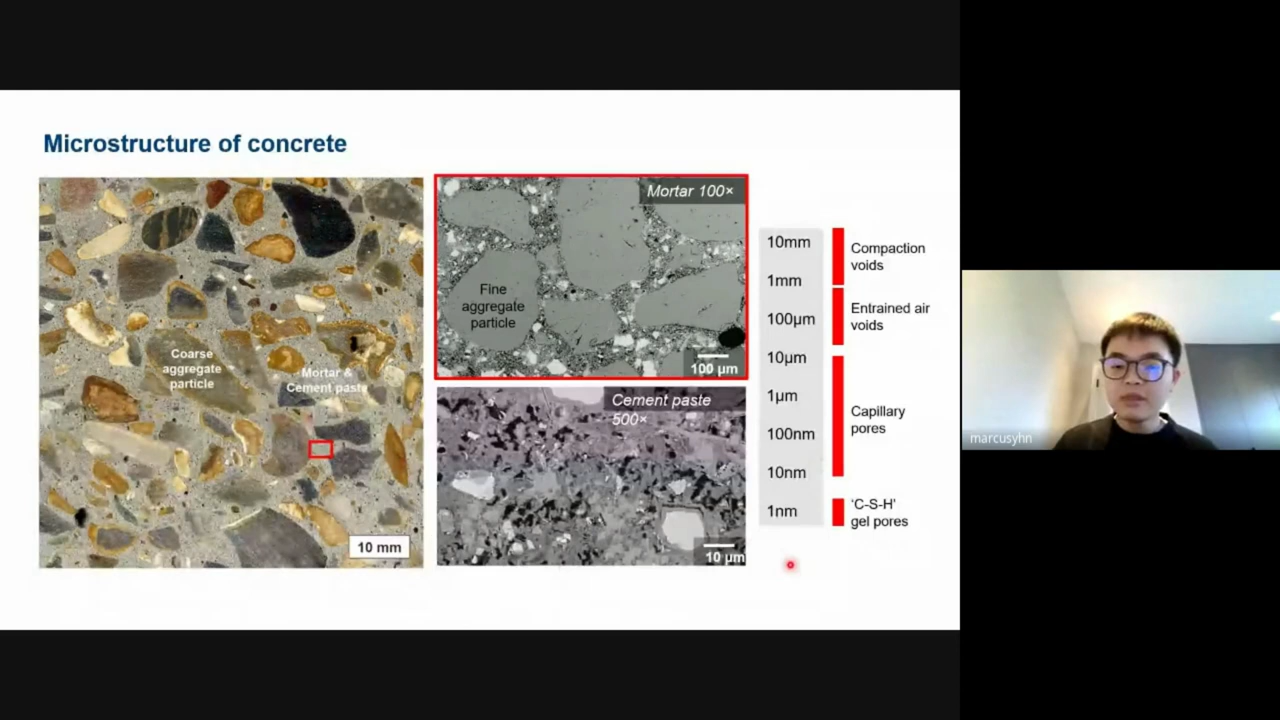 Microstructure of concrete
Coarse
aggregate
particle
Mortar &
Cement paste
10 mm
Mortar 100×
Fine
aggregate
particle
100 µm
Cement paste
500×
10 µm
10mm
1mm
100µm
10µm
1µm
100nm
10nm
1nm
Compaction
voids
Entrained air
voids
Capillary
pores
'C-S-H'
gel pores
marcusyhn